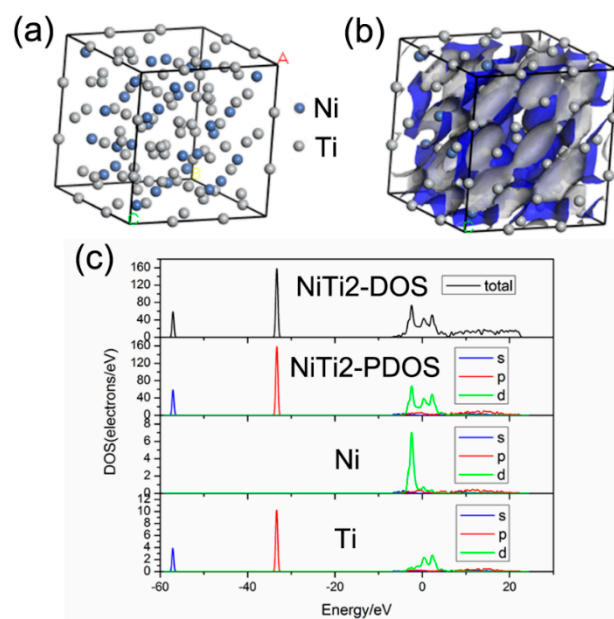 (a)
A
Ni
Ti
B
(b)
(c)
NiTi2-DOS
total
160
120
80
40
0
NiTi2-PDOS
s
p
d
160
120
80
40
0
DOS(electrons/eV)
Ni
s
p
d
8
6
4
2
0
Ti
s
p
d
12
10
8
6
4
2
0
-60 -40 -20 0 20
Energy/eV